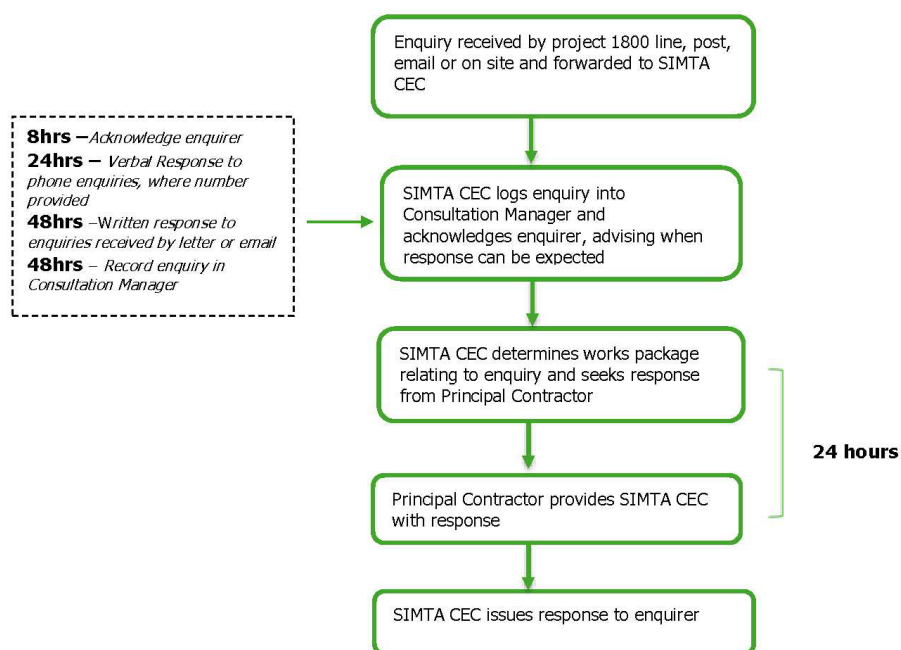 Enquiry received by project 1800 line, post,
email or on site and forwarded to SIMTA
CEC
8hrs –Acknowledge enquirer
24hrs – Verbal Response to
phone enquiries, where number
provided
48hrs –Written response to
enquiries received by letter or email
48hrs – Record enquiry in
Consultation Manager
SIMTA CEC logs enquiry into
Consultation Manager and
acknowledges enquirer, advising when
response can be expected
SIMTA CEC determines works package
relating to enquiry and seeks response
from Principal Contractor
24 hours
Principal Contractor provides SIMTA CEC
with response
SIMTA CEC issues response to enquirer